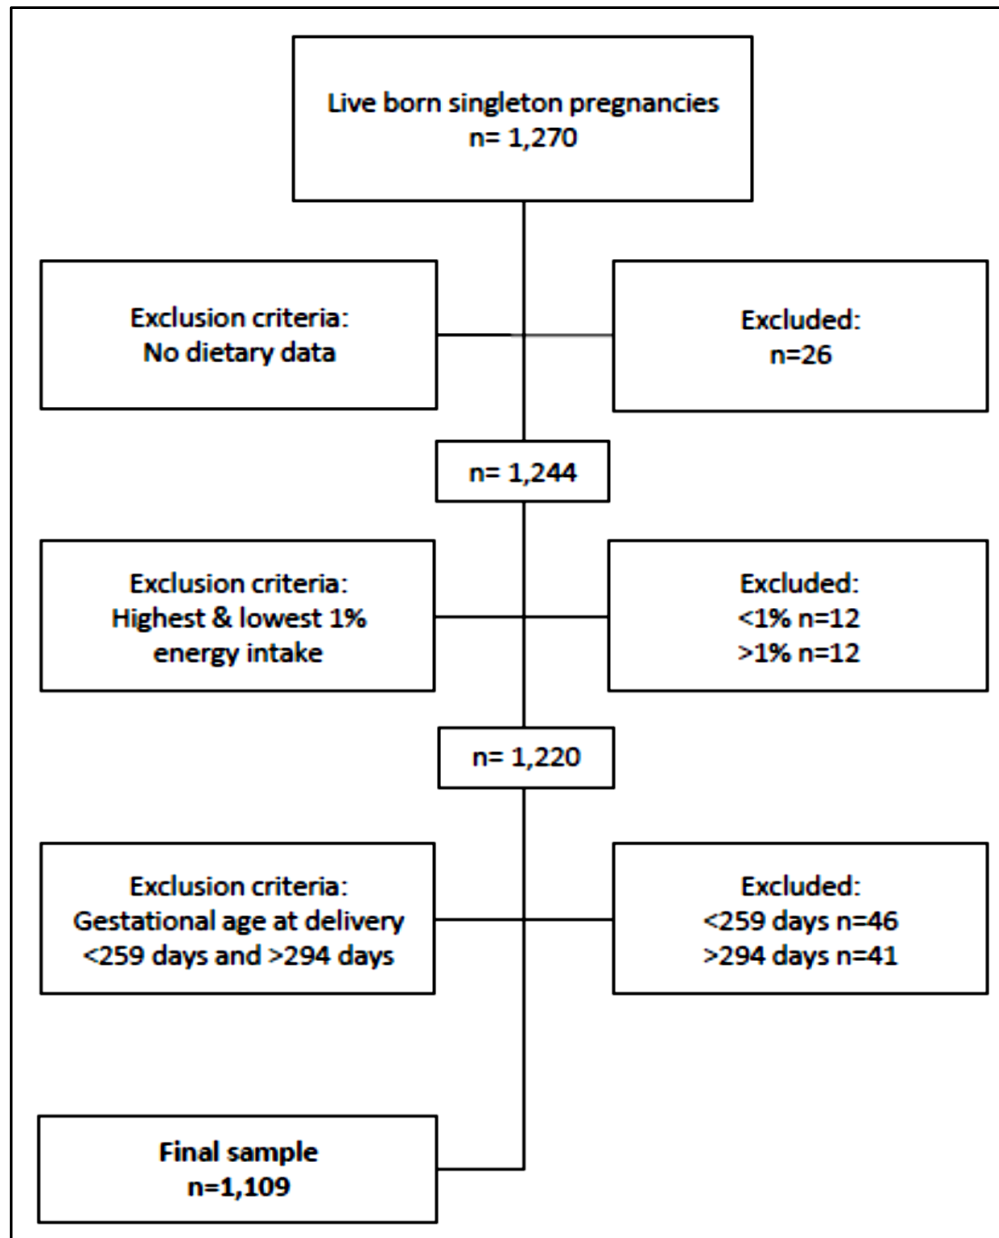 Live born singleton pregnancies
n= 1,270
Exclusion criteria:
No dietary data
Excluded:
n=26
n= 1,244
Exclusion criteria:
Highest & lowest 1%
energy intake
Excluded:
<1% n=12
>1% n=12
n= 1,220
Exclusion criteria:
Gestational age at delivery
<259 days and >294 days
Excluded:
<259 days n=46
>294 days n=41
Final sample
n=1,109